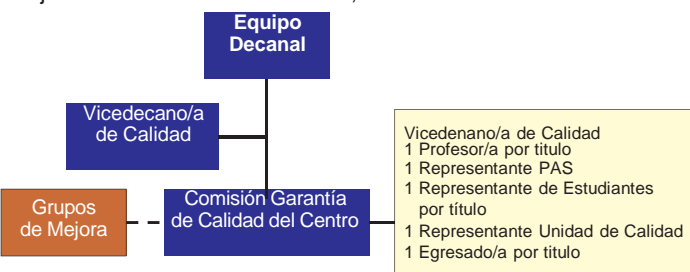 Equipo
Decanal
Vicedecano/a
de Calidad
Vicedenano/a de Calidad
1 Profesor/a por titulo
1 Representante PAS
1 Representante de Estudiantes
por título
1 Representante Unidad de Calidad
1 Egresado/a por titulo
Grupos
de Mejora
Comisión Garantía
de Calidad del Centro